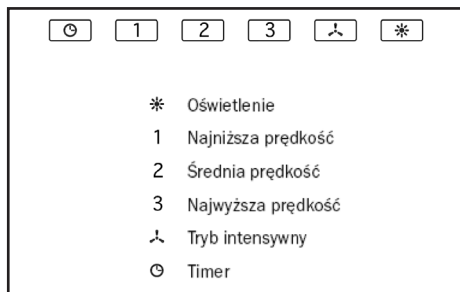 1 2 3
Oświetlenie
1 Najniższa prędkość
2 Średnia prędkość
3 Najwyższa prędkość
Tryb intensywny
Timer